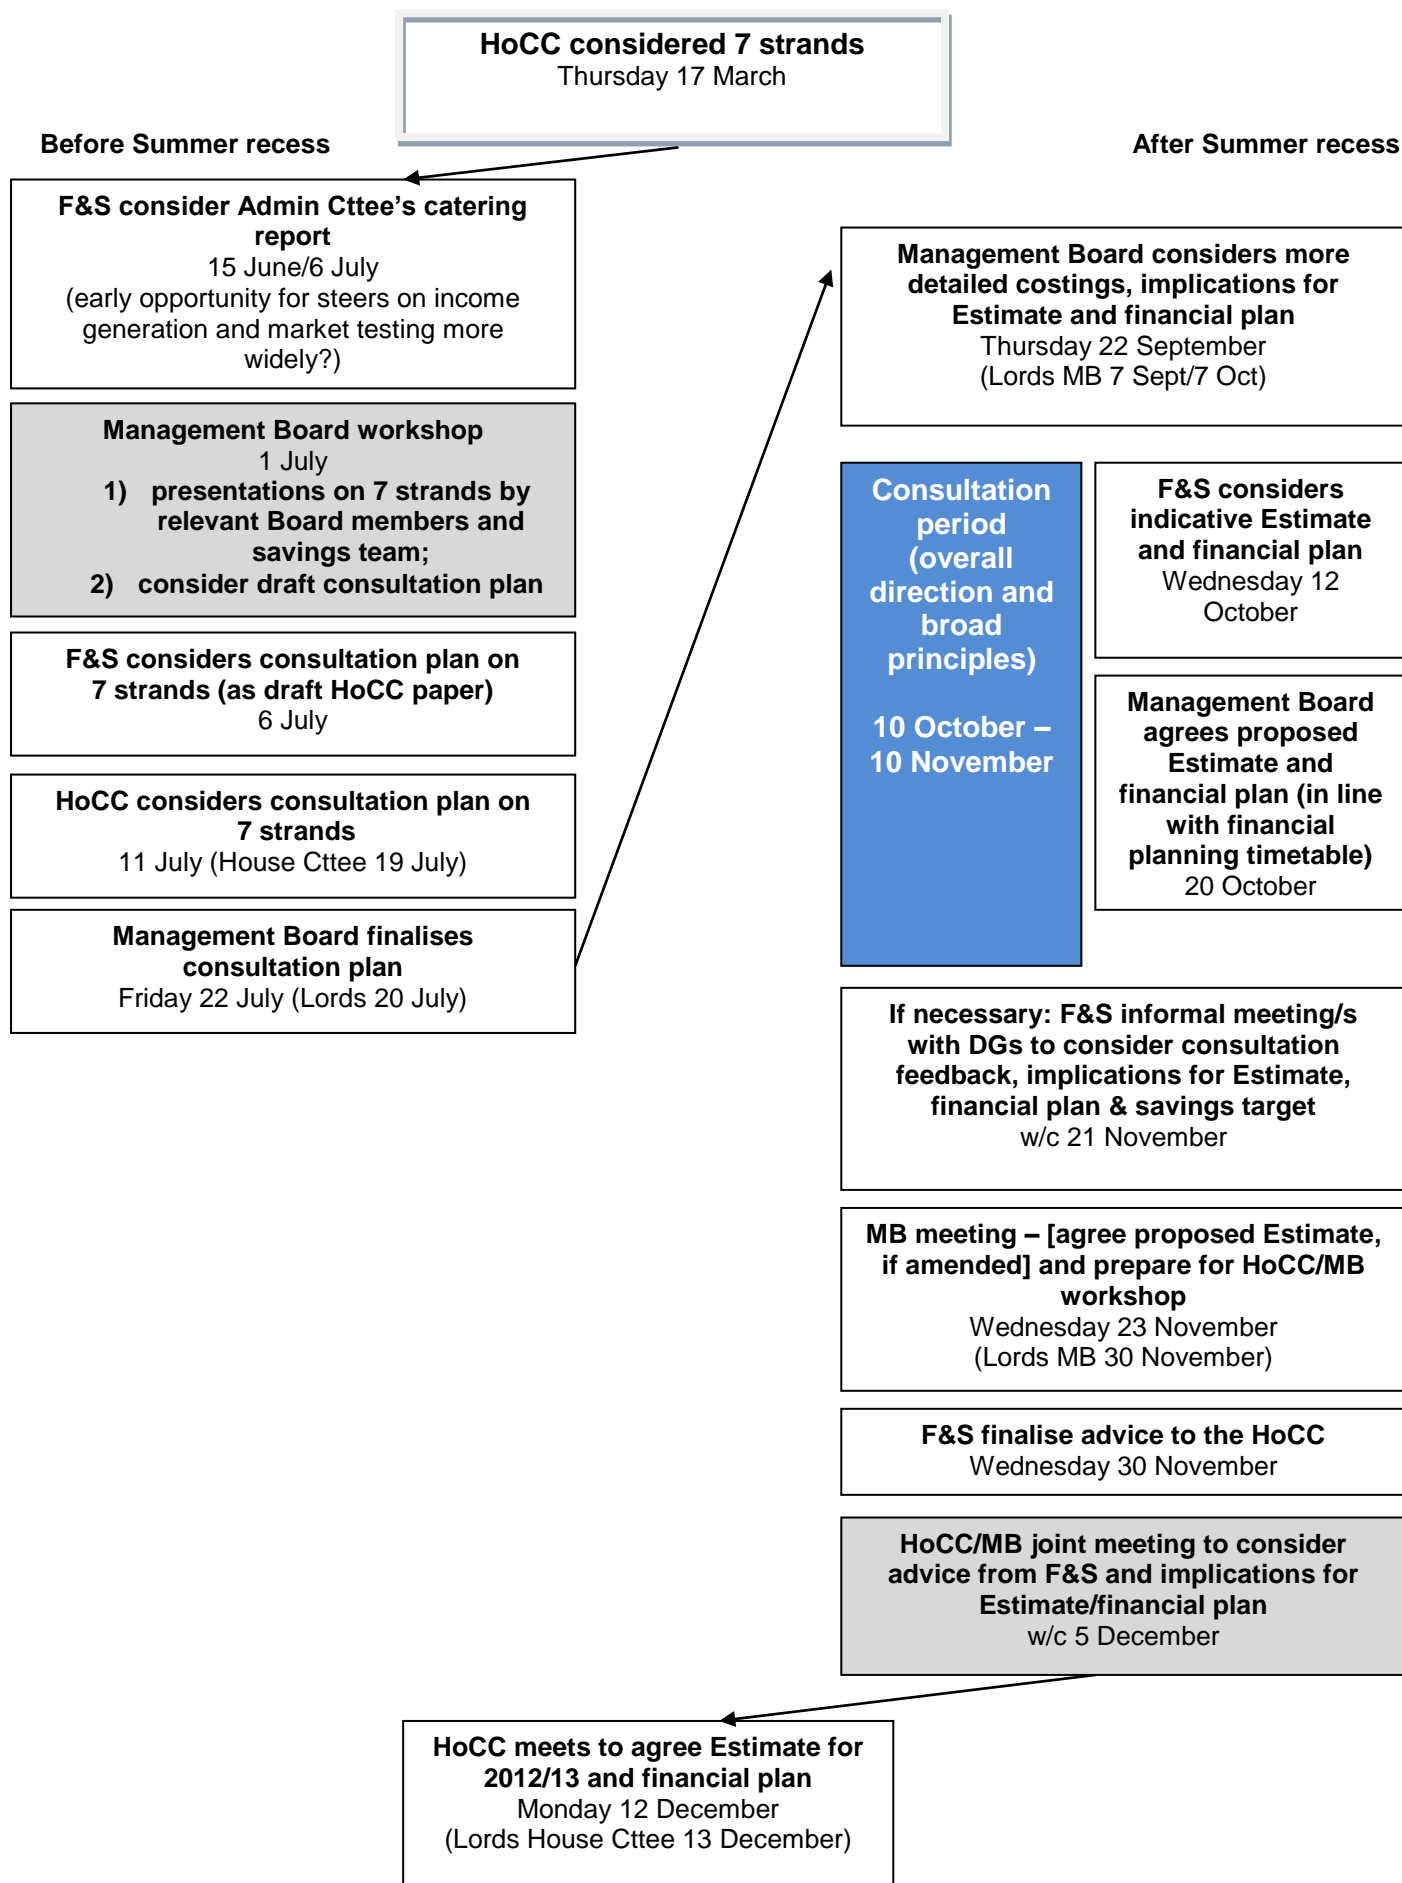 HoCC considered 7 strands
Thursday 17 March
Before Summer recess
F&S consider Admin Cttee's catering
report
15 June/6 July
(early opportunity for steers on income
generation and market testing more
widely?)
Management Board workshop
1 July
1) presentations on 7 strands by
relevant Board members and
savings team;
2) consider draft consultation plan
F&S considers consultation plan on
7 strands (as draft HoCC paper)
6 July
HoCC considers consultation plan on
7 strands
11 July (House Cttee 19 July)
Management Board finalises
consultation plan
Friday 22 July (Lords 20 July)
After Summer recess
Management Board considers more
detailed costings, implications for
Estimate and financial plan
Thursday 22 September
(Lords MB 7 Sept/7 Oct)
Consultation
period
(overall
direction and
broad
principles)
10 October –
10 November
F&S considers
indicative Estimate
and financial plan
Wednesday 12
October
Management Board
agrees proposed
Estimate and
financial plan (in line
with financial
planning timetable)
20 October
If necessary: F&S informal meeting/s
with DGs to consider consultation
feedback, implications for Estimate,
financial plan & savings target
w/c 21 November
MB meeting – [agree proposed Estimate,
if amended] and prepare for HoCC/MB
workshop
Wednesday 23 November
(Lords MB 30 November)
F&S finalise advice to the HoCC
Wednesday 30 November
HoCC/MB joint meeting to consider
advice from F&S and implications for
Estimate/financial plan
w/c 5 December
HoCC meets to agree Estimate for
2012/13 and financial plan
Monday 12 December
(Lords House Cttee 13 December)